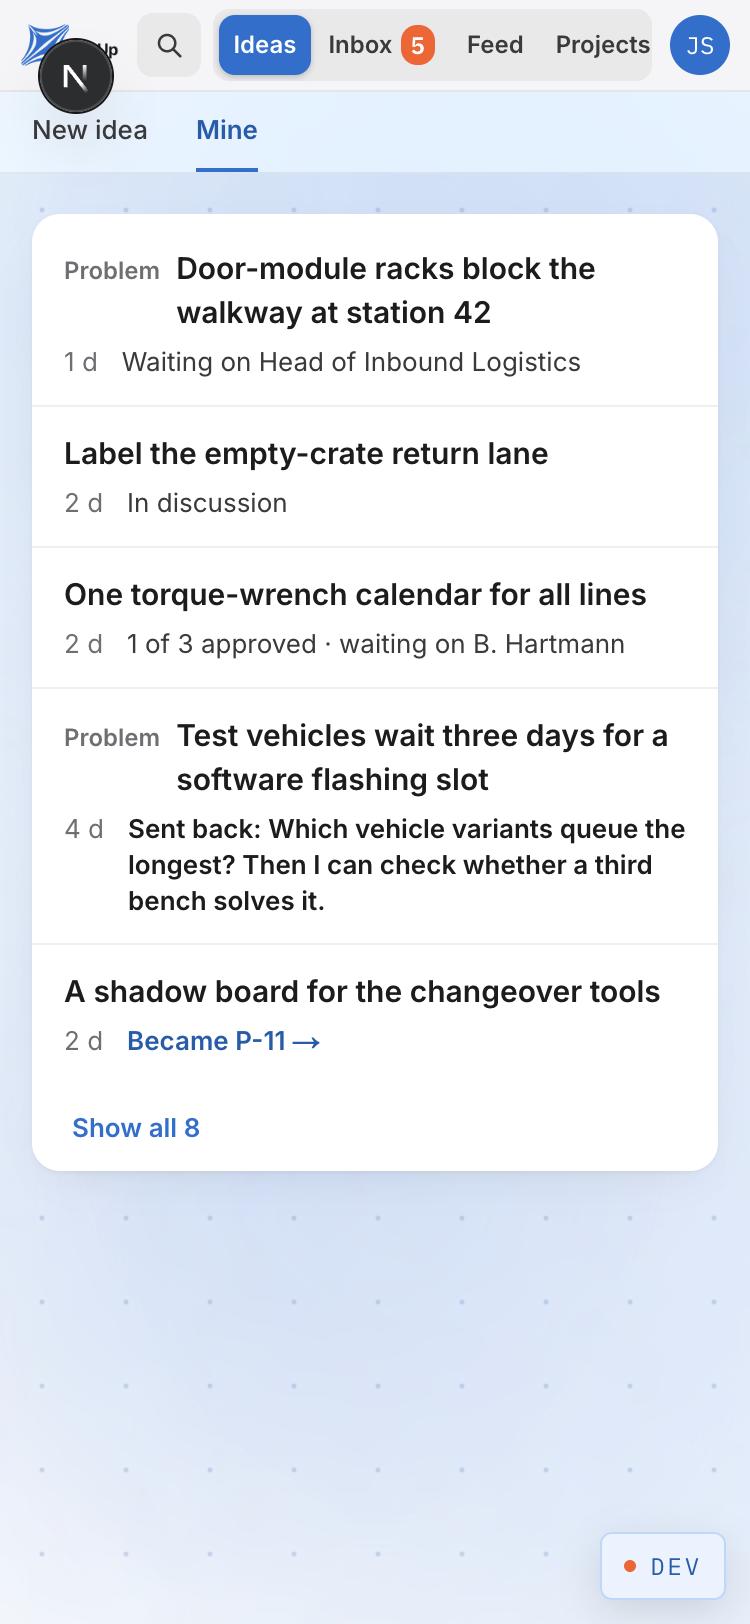 Up
N
Ideas
Inbox 5
Feed
Projects
JS
New idea
Mine
Problem Door-module racks block the
walkway at station 42
1 d Waiting on Head of Inbound Logistics
Label the empty-crate return lane
2 d In discussion
One torque-wrench calendar for all lines
2 d 1 of 3 approved · waiting on B. Hartmann
Problem Test vehicles wait three days for a
software flashing slot
4 d Sent back: Which vehicle variants queue the
longest? Then I can check whether a third
bench solves it.
A shadow board for the changeover tools
2 d Became P-11 →
Show all 8
DEV